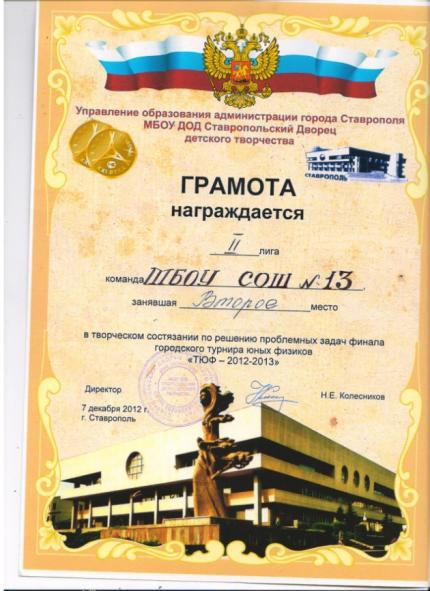 Управление образования администрации города Ставрополя
МБОУ ДОД Ставропольский Дворец
детского творчества
СТАВРОПОЛЬ
ГРАМОТА
награждается
II лига
команда МБОУ СОШ №13
занявшая Второе место
в творческом состязании по решению проблемных задач финала
городского турнира юных физиков
«ТЮФ – 2012-2013»
Директор Н.Е. Колесников
7 декабря 2012 г.
г. Ставрополь